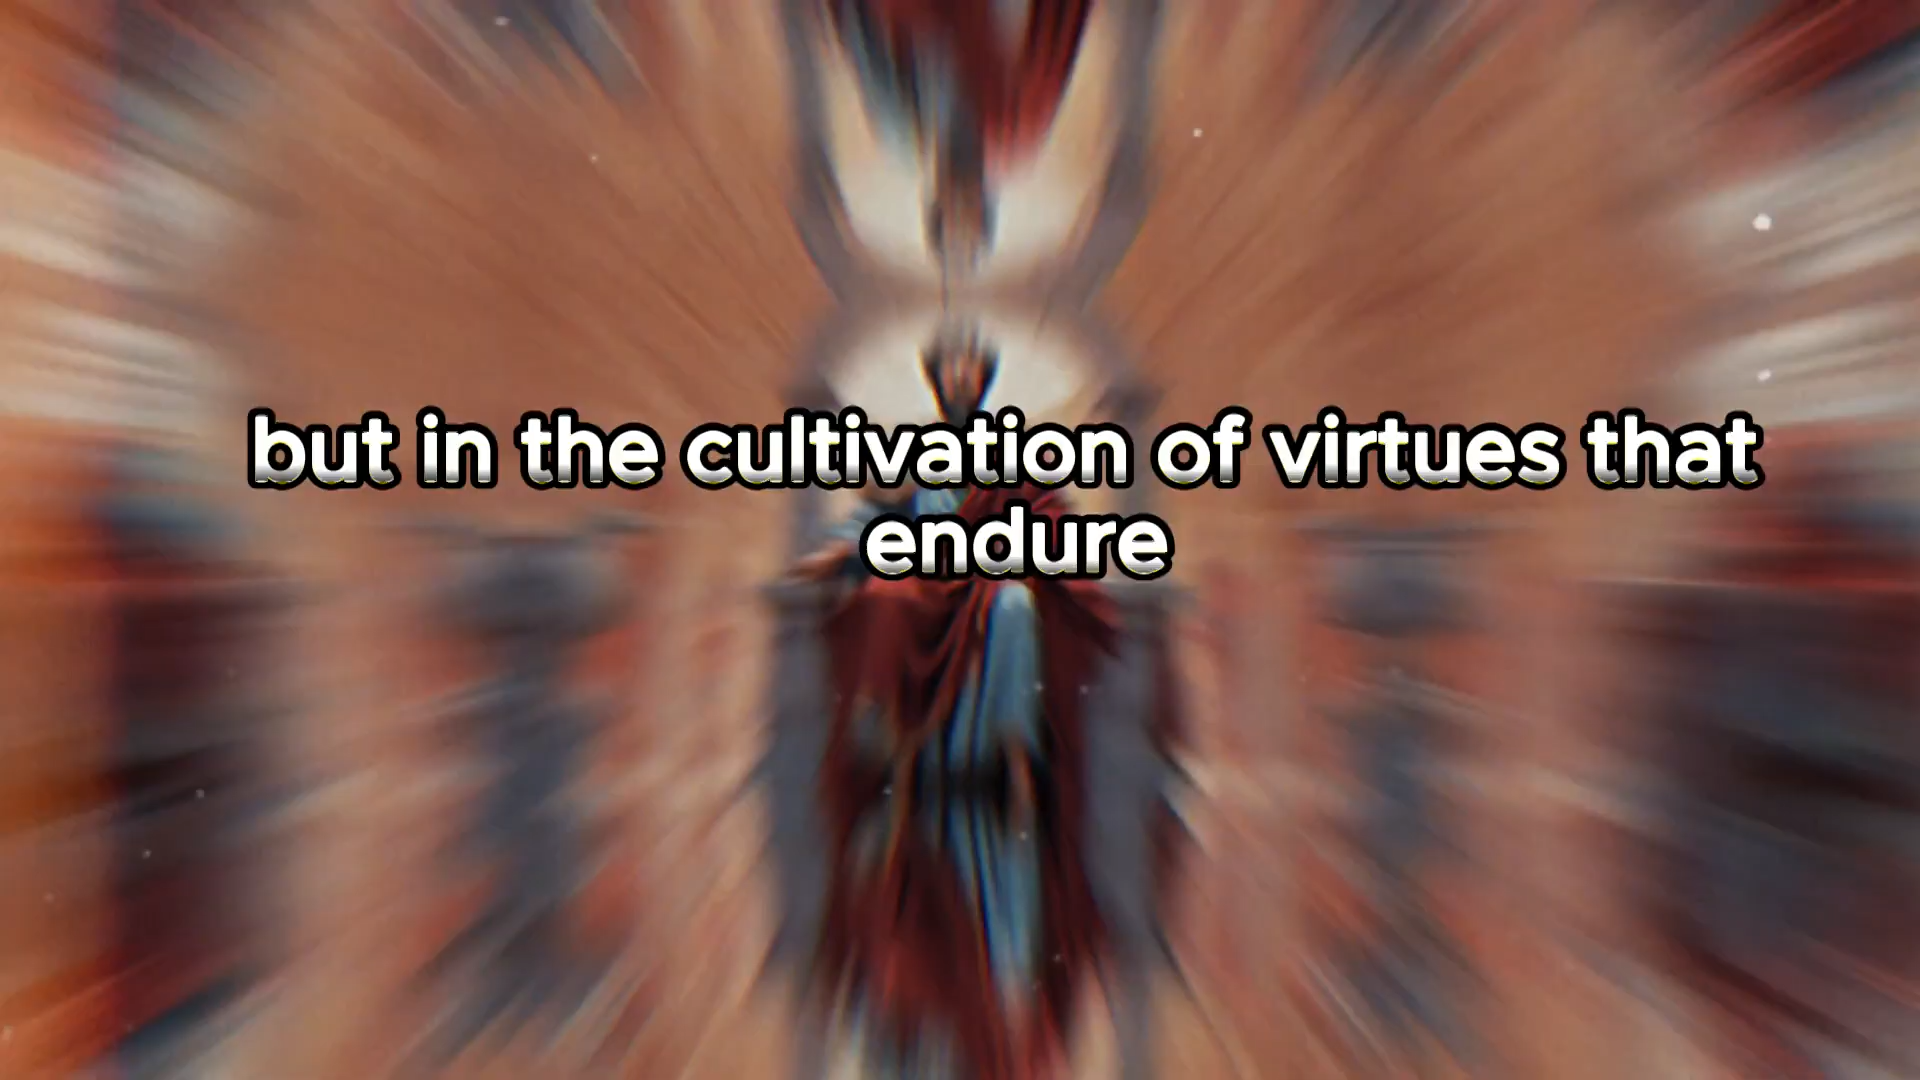 but in the cultivation of virtues that
endure